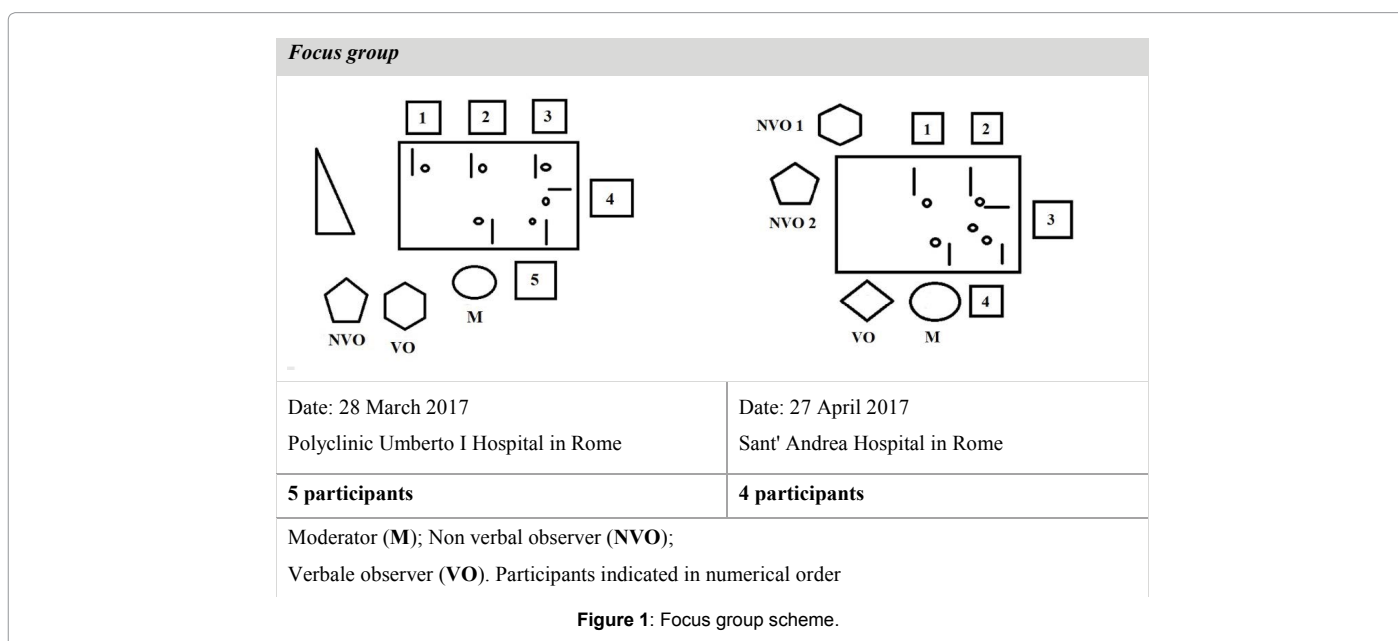 Focus group
1 2 3
4
5
M
NVO
VO
NVO 1
1 2
NVO 2
3
4
VO
M
Date: 28 March 2017
Polyclinic Umberto I Hospital in Rome
Date: 27 April 2017
Sant' Andrea Hospital in Rome
5 participants
4 participants
Moderator (M); Non verbal observer (NVO);
Verbale observer (VO). Participants indicated in numerical order
Figure 1: Focus group scheme.